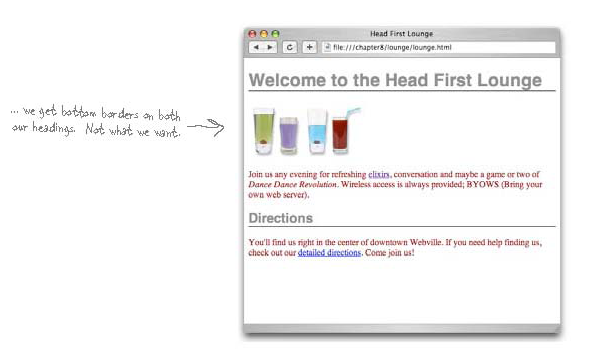 Head First Lounge
file:///chapter8/lounge/lounge.html
Welcome to the Head First Lounge
... we get bottom borders on both
our headings. Not what we want.
Join us any evening for refreshing elixirs, conversation and maybe a game or two of
Dance Dance Revolution. Wireless access is always provided; BYOWS (Bring your
own web server).
Directions
You'll find us right in the center of downtown Webville. If you need help finding us,
check out our detailed directions. Come join us!